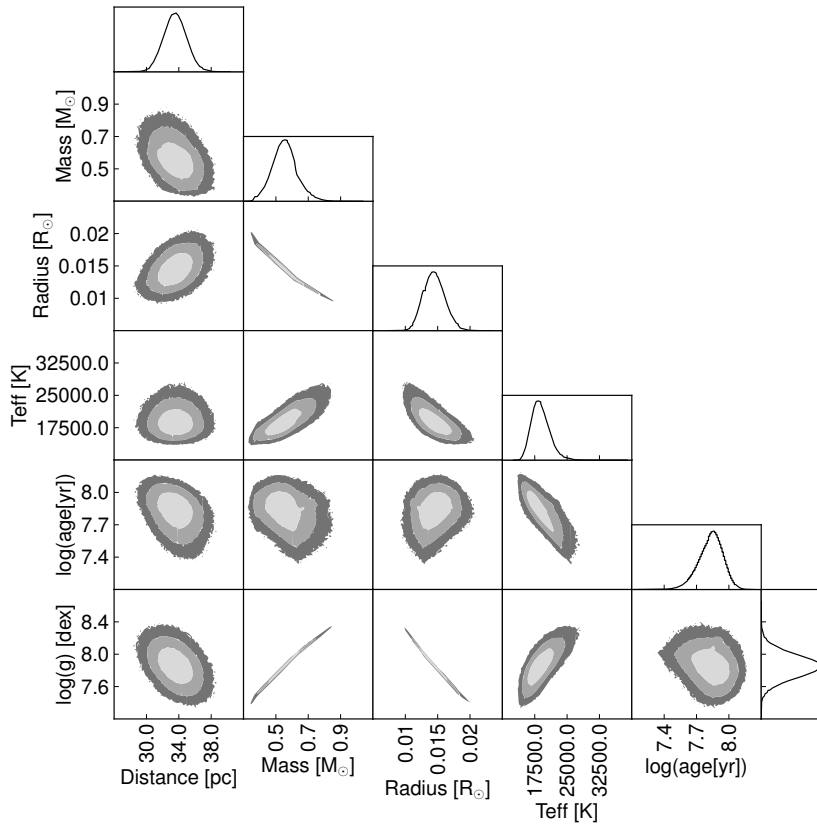 0.9
0.7
0.5
Mass [M☉]
0.020
0.015
0.010
Radius [R☉]
32500.0
25000.0
17500.0
Teff [K]
8.0
7.7
7.4
log(age[yr])
8.4
8.0
7.6
log(g) [dex]
30.0 34.0 38.0
Distance [pc]
0.5 0.7 0.9
Mass [M☉]
0.01 0.015 0.02
Radius [R☉]
17500.0 25000.0 32500.0
Teff [K]
7.4 7.7 8.0
log(age[yr])